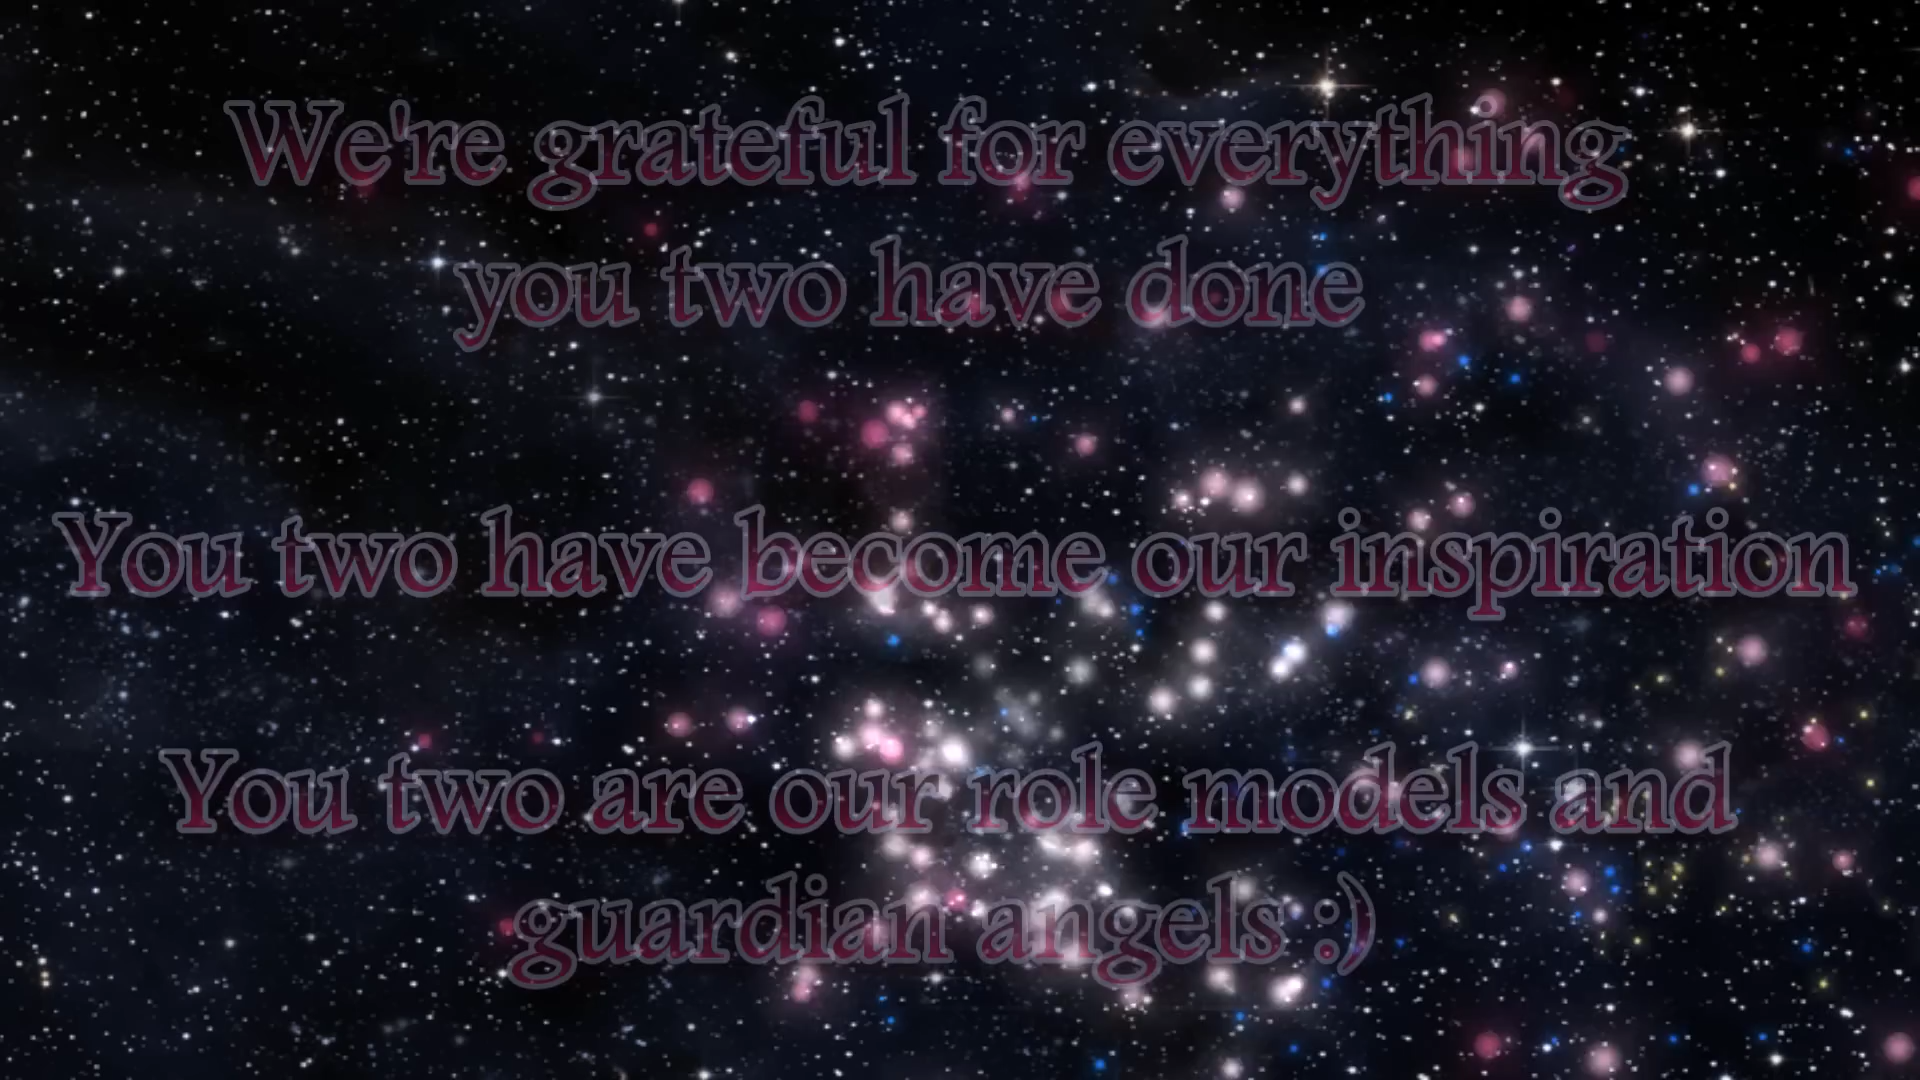 We're grateful for everything
you two have done
You two have become our inspiration
You two are our role models and
guardian angels :)